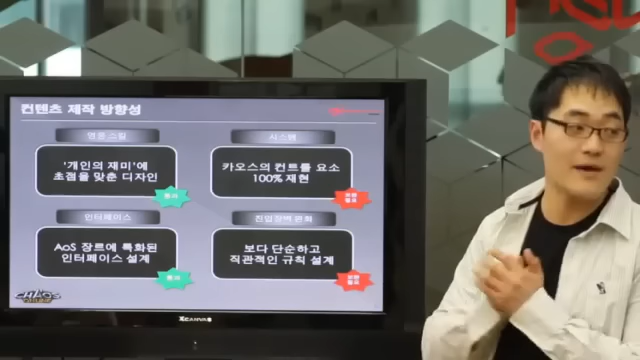 컨텐츠 제작 방향성
영웅 스킬
'개인의 재미'에
초점을 맞춘 디자인
시스템
카오스의 컨트롤 요소
100% 재현
인터페이스
AoS 장르에 특화된
인터페이스 설계
진입장벽 완화
보다 단순하고
직관적인 규칙 설계
XCANVAS